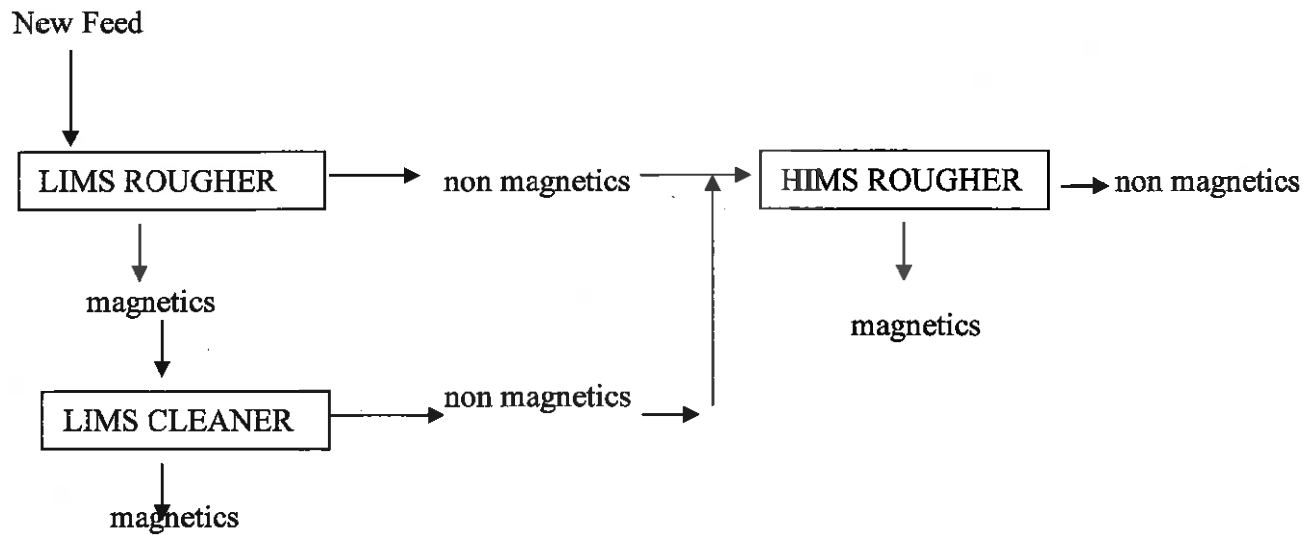 New Feed
LIMS ROUGHER
non magnetics
HIMS ROUGHER
non magnetics
magnetics
magnetics
LIMS CLEANER
non magnetics
magnetics